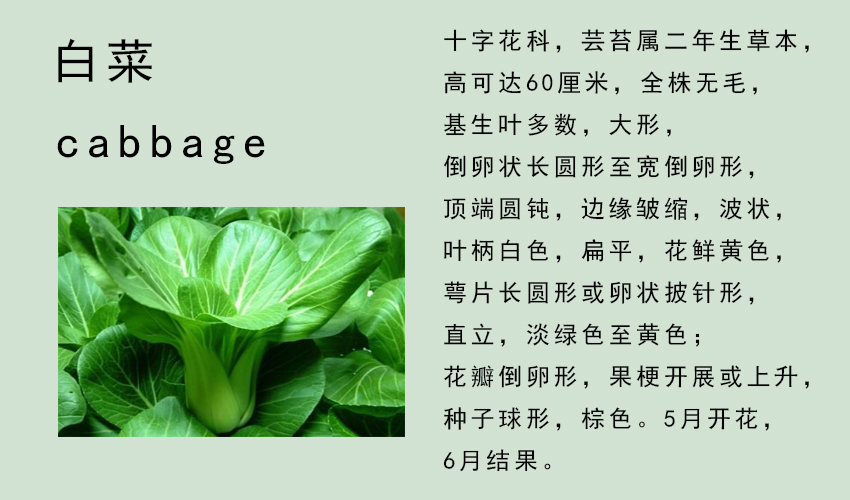 白菜
cabbage
十字花科，芸苔属二年生草本，
高可达60厘米，全株无毛，
基生叶多数，大形，
倒卵状长圆形至宽倒卵形，
顶端圆钝，边缘皱缩，波状，
叶柄白色，扁平，花鲜黄色，
萼片长圆形或卵状披针形，
直立，淡绿色至黄色；
花瓣倒卵形，果梗开展或上升，
种子球形，棕色。5月开花，
6月结果。